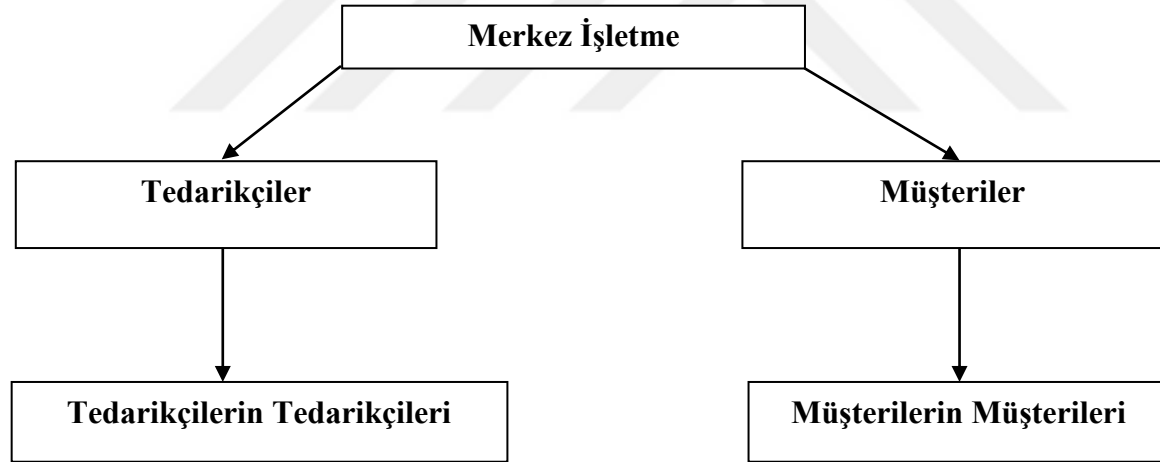 Merkez İşletme
Tedarikçiler
Müşteriler
Tedarikçilerin Tedarikçileri
Müşterilerin Müşterileri